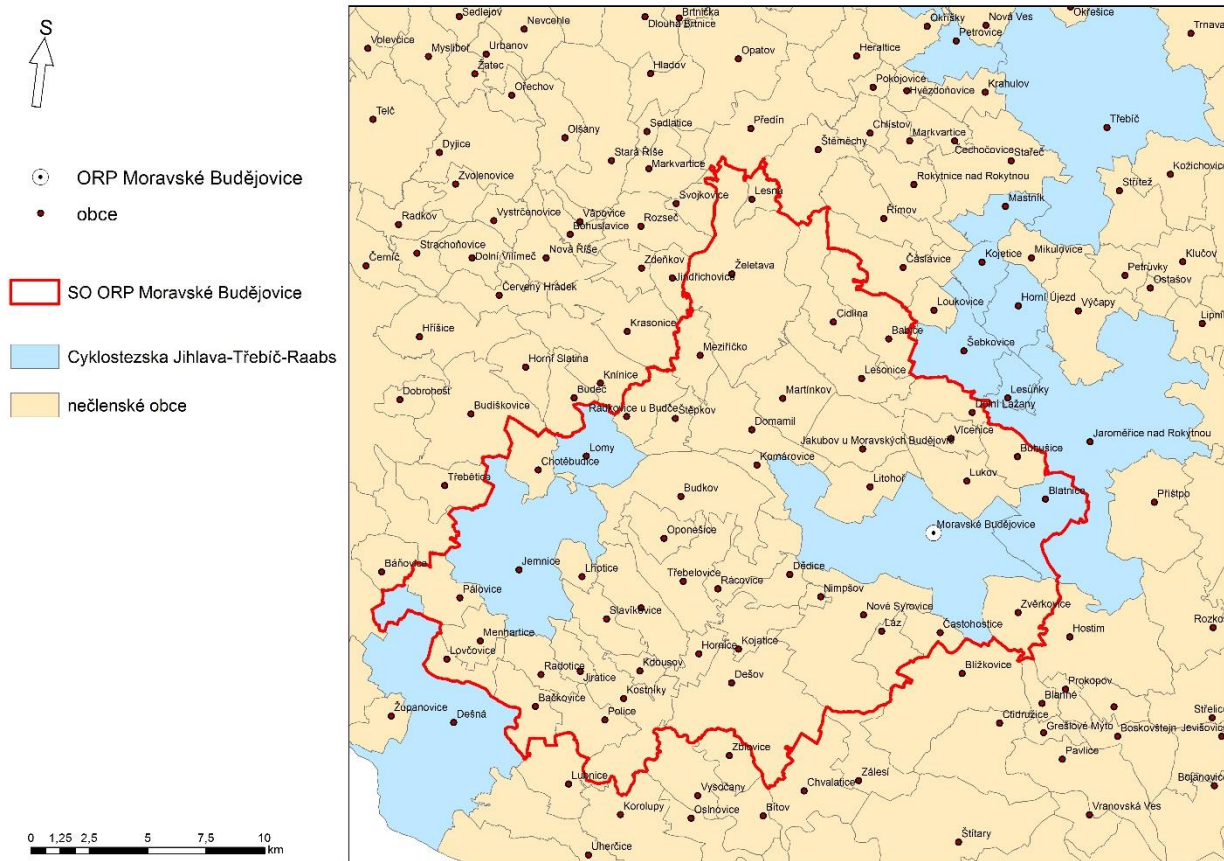 S
ORP Moravské Budějovice
obce
SO ORP Moravské Budějovice
Cyklostezska Jihlava-Třebíč-Raabs
nečlenské obce
0 1,25 2,5 5 7,5 10
km
Sedlejov
Nevcehle
Brtnička
Dlouhá Brtnice
Okříšky
Nová Ves
Okřešice
Petrovice
Trnava
Volevčice
Mysliboř
Urbanov
Žatec
Hladov
Opatov
Heraltice
Ořechov
Pokojovice
Hvězdoňovice
Krahulov
Telč
Olšany
Sedlatice
Předín
Chlístov
Markvartice
Třebíč
Dyjice
Stará Říše
Markvartice
Štěměchy
Čechočovice
Stařeč
Kožichovice
Zvolenovice
Svojkovice
Lesná
Rokytnice nad Rokytnou
Střítež
Mastník
Radkov
Vystrčenovice
Vápovice
Bohuslavice
Rozseč
Římov
Strachoňovice
Dolní Vilímeč
Nová Říše
Černíč
Zdeňkov
Jindřichovice
Želetava
Čáslavice
Kojetice
Mikulovice
Petrůvky
Klučov
Ostašov
Červený Hrádek
Loukovice
Horní Újezd
Výčapy
Lipník
Hříšice
Krasonice
Cidlina
Babice
Meziříčko
Šebkovice
Horní Slatina
Knínice
Lesonice
Dobrohošť
Budeč
Martínkov
Lesůňky
Budíškovice
Radkovice u Budče
Štěpkov
Dolní Lažany
Domamil
Jakubov u Moravských Budějovic
Vícenice
Jaroměřice nad Rokytnou
Lomy
Chotěbudice
Komárovice
Bohušice
Třebětice
Budkov
Litohoř
Lukov
Blatnice
Příštpo
Oponešice
Moravské Budějovice
Báňovice
Jemnice
Lhotice
Třebelovice
Rácovice
Dědice
Nimpšov
Pálovice
Slavíkovice
Nové Syrovice
Láz
Častohostice
Zvěrkovice
Hostim
Rozkoš
Menhartice
Lovčovice
Hornice
Kojatice
Radotice
Jiratice
Kdousov
Dešov
Blížkovice
Bačkovice
Kostníky
Police
Prokopov
Blanné
Županovice
Dešná
Ctidružice
Grešlové Mýto
Boskovštejn
Střelice
Jevišovice
Pavlice
Zblovice
Lubnice
Vysočany
Chvalatice
Zálesí
Bojanovice
Korolupy
Oslnovice
Bítov
Vranovská Ves
Štítary
Uherčice